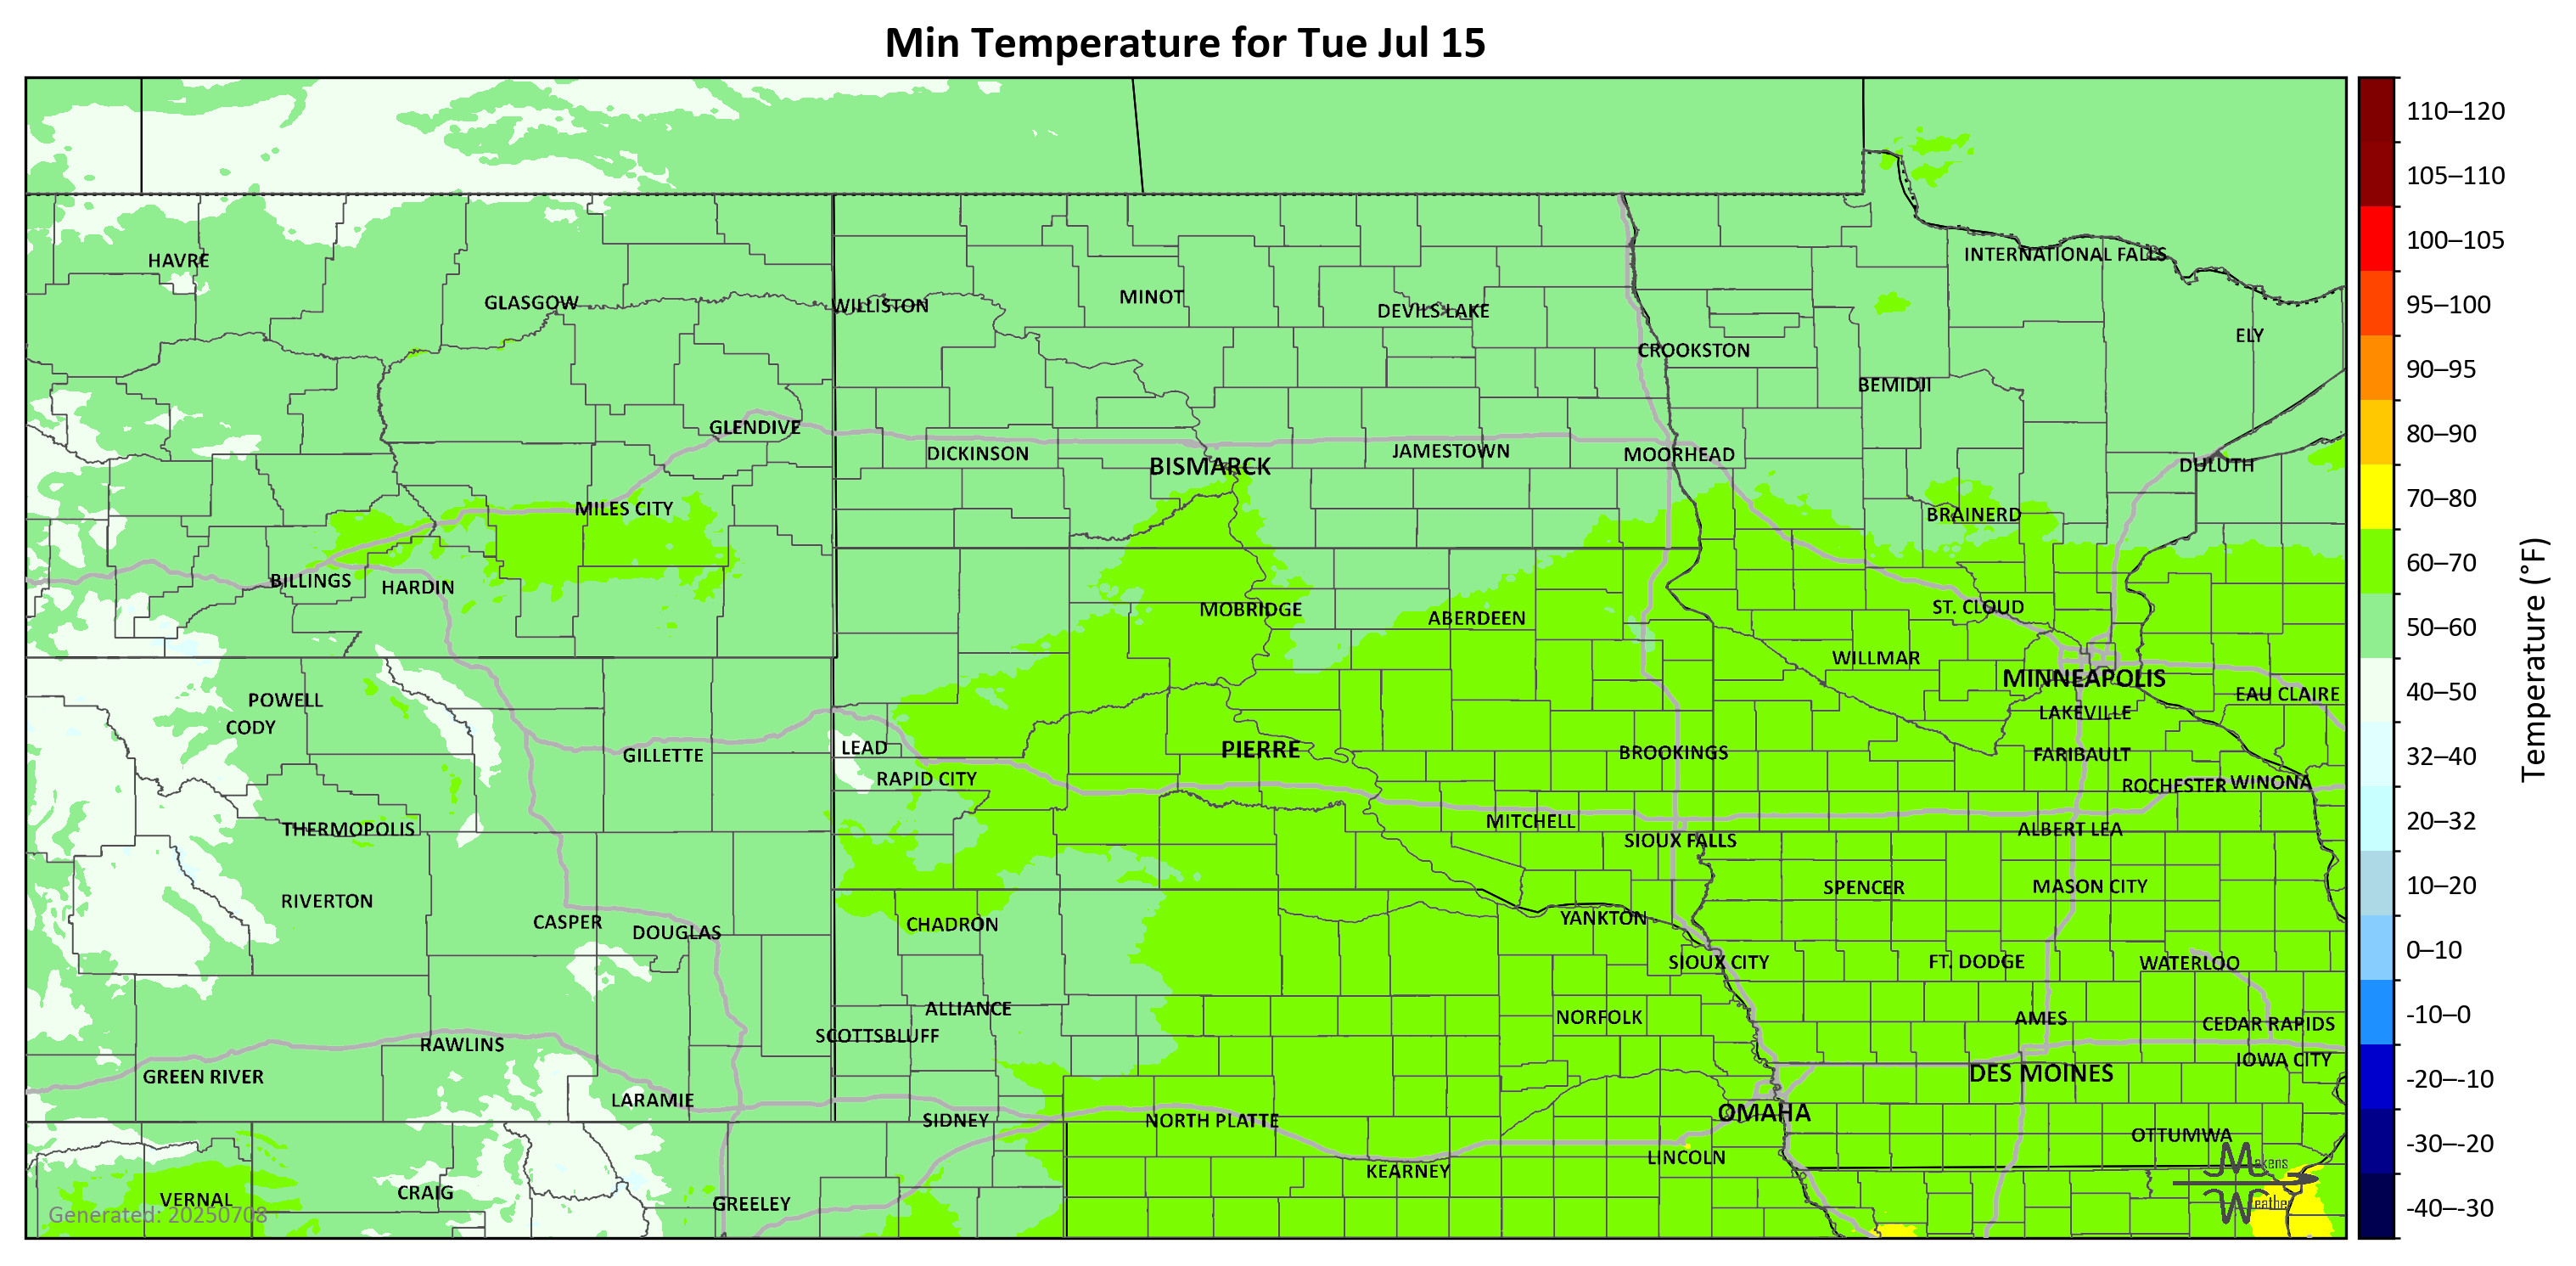 Min Temperature for Tue Jul 15
110–120
105–110
INTERNATIONAL FALLS
100–105
HAVRE
MINOT
GLASGOW
WILLISTON
DEVILS LAKE
95–100
ELY
CROOKSTON
90–95
BEMIDJI
GLENDIVE
80–90
DICKINSON
JAMESTOWN
MOORHEAD
BISMARCK
DULUTH
70–80
MILES CITY
BRAINERD
60–70
BILLINGS
HARDIN
MOBRIDGE
ABERDEEN
ST. CLOUD
50–60
Temperature (°F)
WILLMAR
MINNEAPOLIS
EAU CLAIRE
40–50
POWELL
CODY
LAKEVILLE
LEAD
PIERRE
GILLETTE
BROOKINGS
FARIBAULT
32–40
RAPID CITY
ROCHESTER
WINONA
MITCHELL
20–32
THERMOPOLIS
ALBERT LEA
SIOUX FALLS
10–20
SPENCER
MASON CITY
RIVERTON
CASPER
DOUGLAS
CHADRON
YANKTON
0–10
SIOUX CITY
FT. DODGE
WATERLOO
ALLIANCE
NORFOLK
AMES
CEDAR RAPIDS
-10–0
SCOTTSBLUFF
RAWLINS
IOWA CITY
GREEN RIVER
DES MOINES
-20–-10
LARAMIE
OMAHA
SIDNEY
NORTH PLATTE
OTTUMWA
-30–-20
LINCOLN
KEARNEY
Makens
Weather
VERNAL
CRAIG
GREELEY
-40–-30
Generated: 20250708